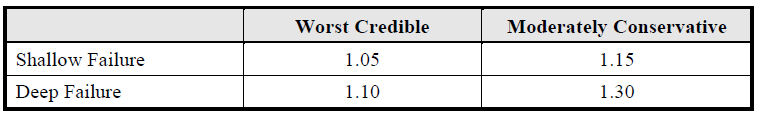 Worst Credible Moderately Conservative
Shallow Failure 1.05 1.15
Deep Failure 1.10 1.30